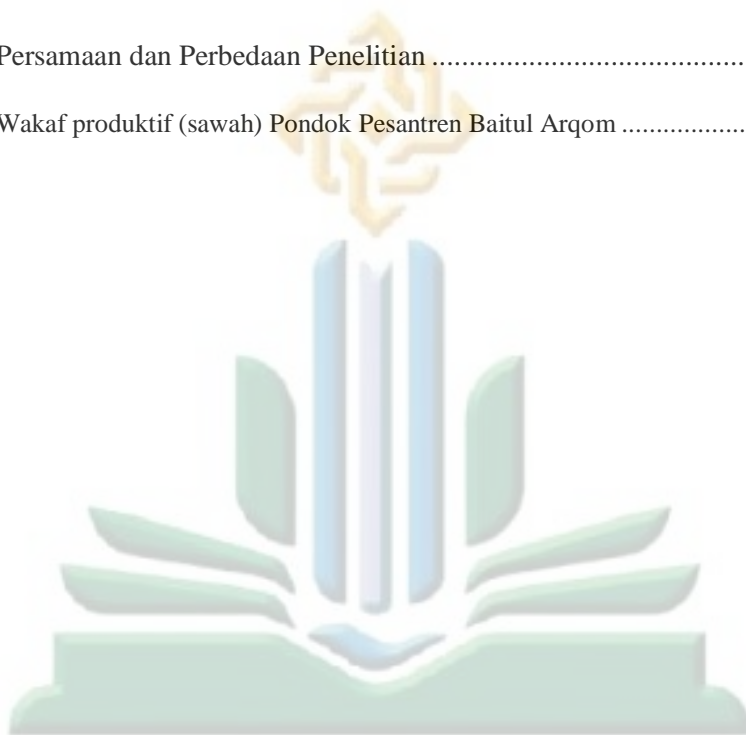 Persamaan dan Perbedaan Penelitian ..........................................
Wakaf produktif (sawah) Pondok Pesantren Baitul Arqom .................